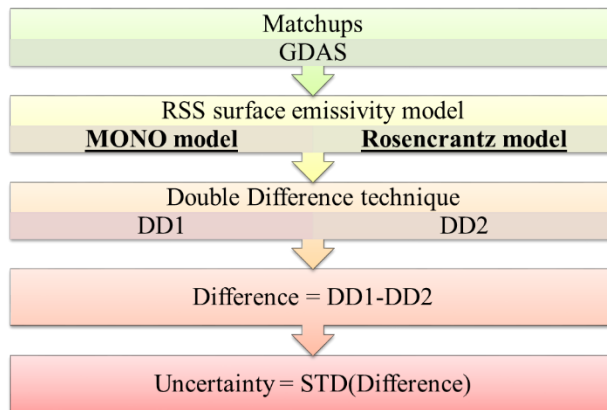 Matchups
GDAS
RSS surface emissivity model
MONO model Rosencrantz model
Double Difference technique
DD1 DD2
Difference = DD1-DD2
Uncertainty = STD(Difference)